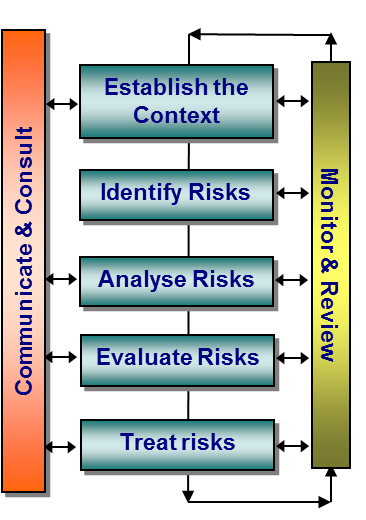 Communicate & Consult
Establish the
Context
Identify Risks
Analyse Risks
Evaluate Risks
Treat risks
Monitor & Review